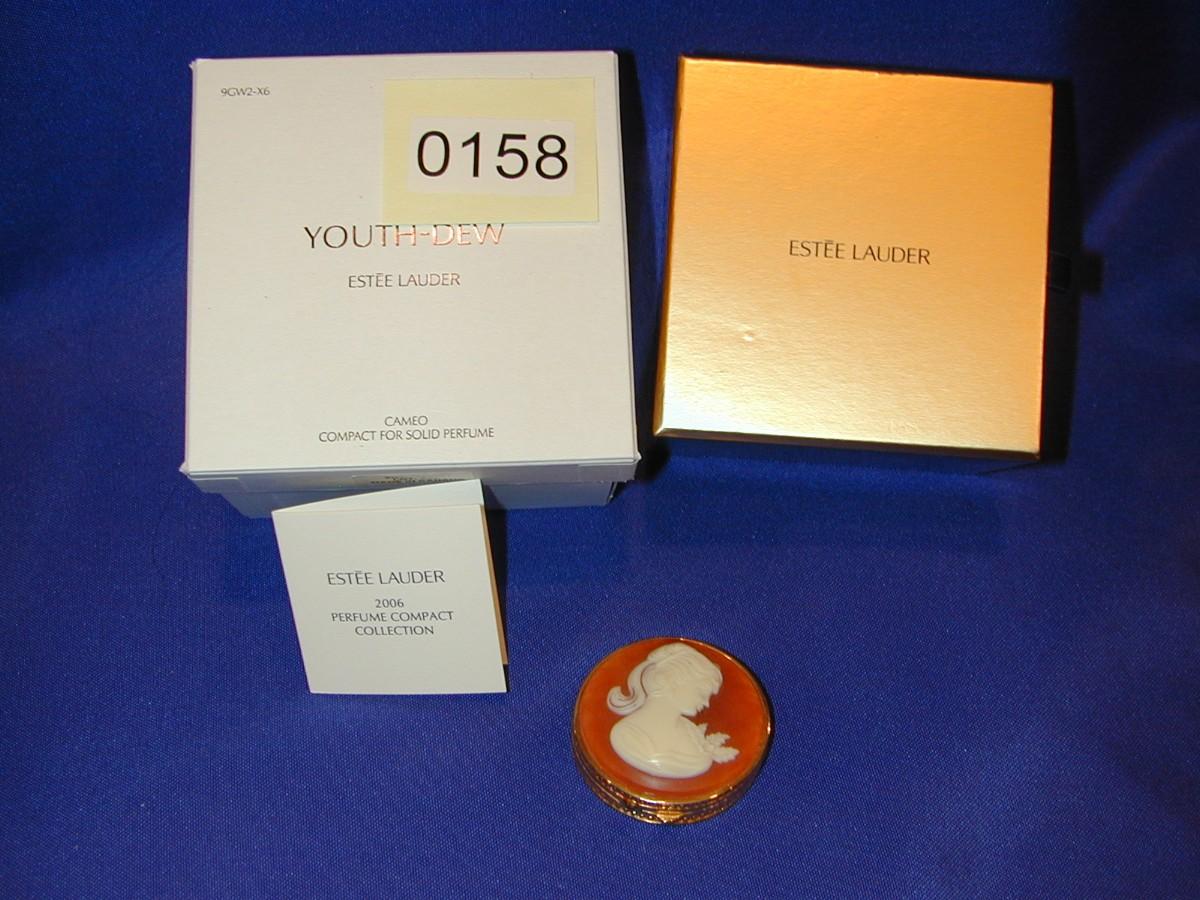 9GW2-X6
0158
YOUTH-DEW
ESTĒE LAUDER
CAMEO
COMPACT FOR SOLID PERFUME
ESTĒE LAUDER
ESTĒE LAUDER
2006
PERFUME COMPACT
COLLECTION